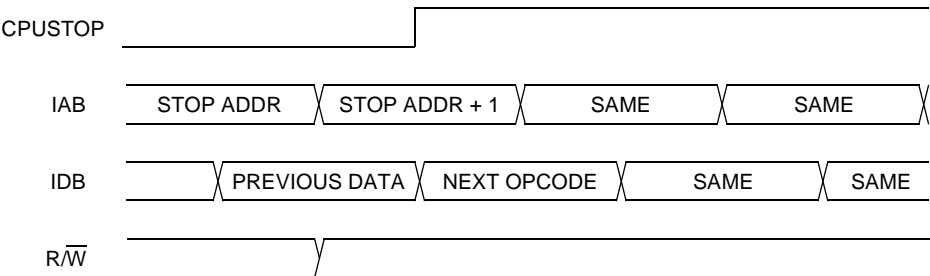 CPUSTOP
IAB STOP ADDR STOP ADDR + 1 SAME SAME
IDB PREVIOUS DATA NEXT OPCODE SAME SAME
R/W̅